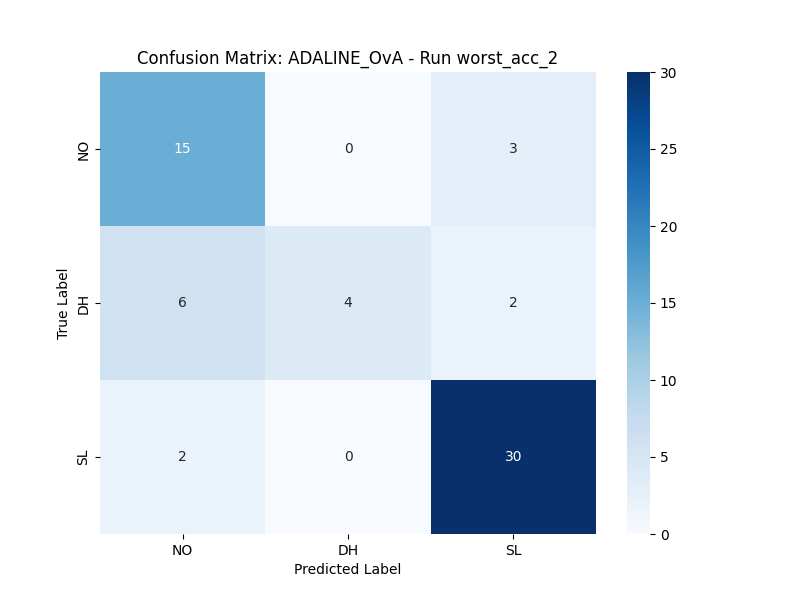 Confusion Matrix: ADALINE_OvA - Run worst_acc_2
True Label
NO
DH
SL
15 0 3
6 4 2
2 0 30
NO DH SL
Predicted Label
30
25
20
15
10
5
0